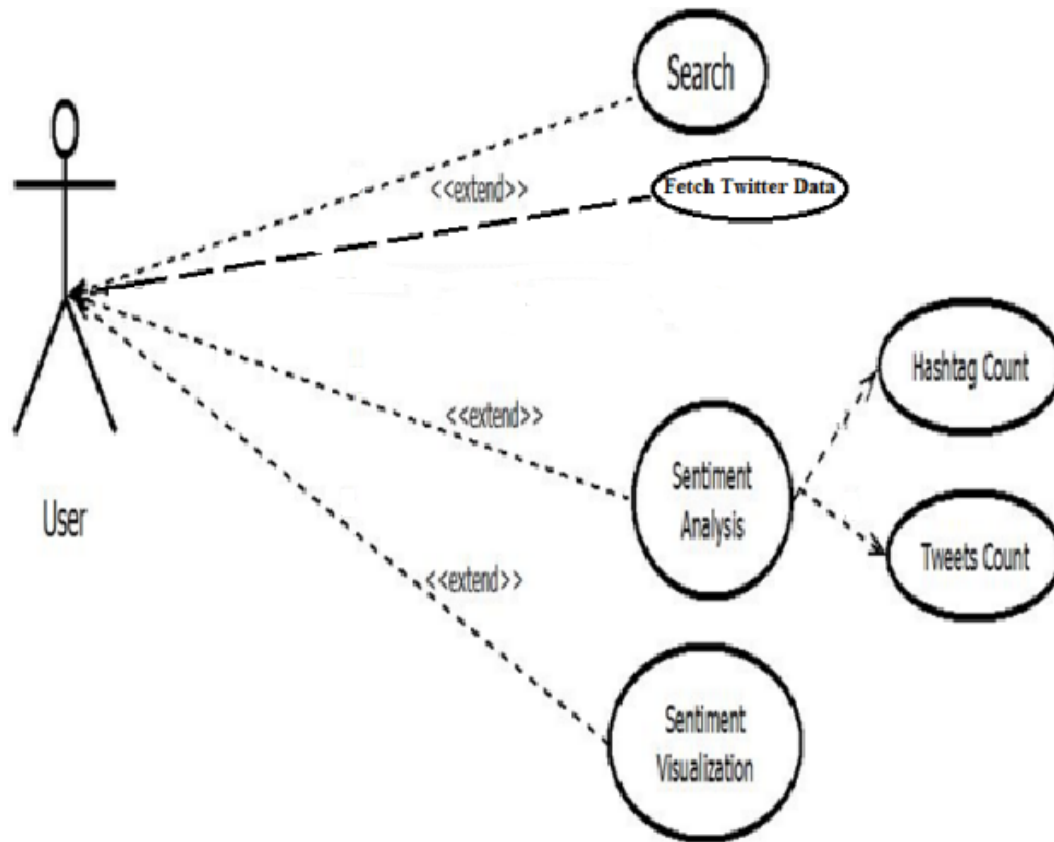 Search
<<extend>>
Fetch Twitter Data
Hashtag Count
<<extend>>
Sentiment
Analysis
User
Tweets Count
<<extend>>
Sentiment
Visualization